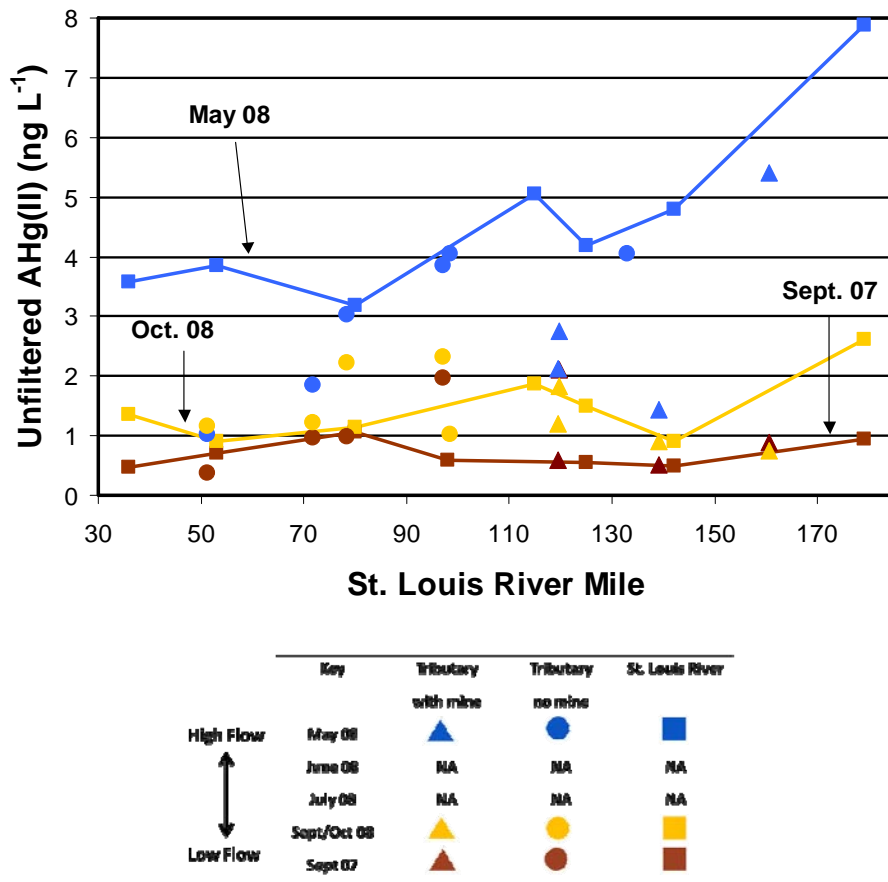 Unfiltered AHg(II) (ng L-1)
8
7
6
5
4
3
2
1
0
May 08
Oct. 08
Sept. 07
30 50 70 90 110 130 150 170
St. Louis River Mile
Key Tributary Tributary St. Louis River
with mine no mine
High Flow May 08
June 08 NA NA NA
July 08 NA NA NA
Sept/Oct 08
Low Flow
Sept 07